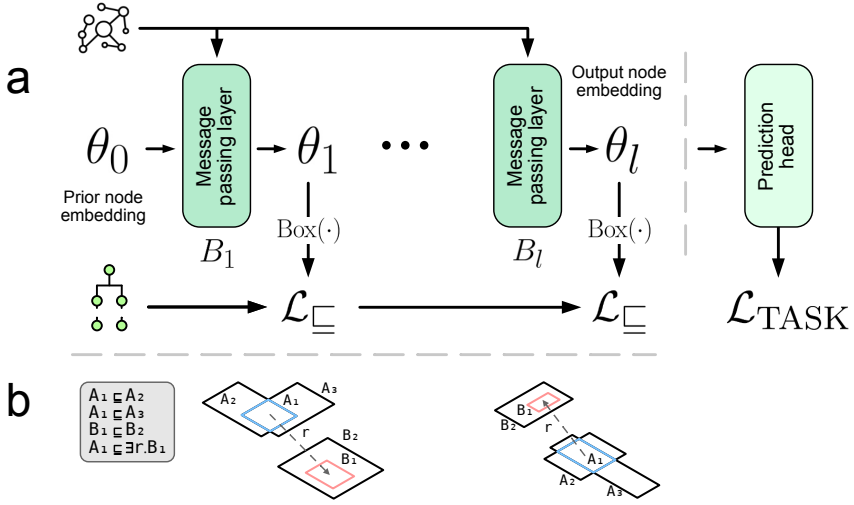 a
θ₀
Prior node
embedding
Message
passing layer
B₁
θ₁
Box(·)
•••
Message
passing layer
Bₗ
Output node
embedding
θₗ
Box(·)
Prediction
head
ℒ⊑
ℒ⊑
ℒTASK
b
A₁ ⊑ A₂
A₁ ⊑ A₃
B₁ ⊑ B₂
A₁ ⊑ ∃r.B₁
A₂
A₁
A₃
r
B₂
B₁
B₁
B₂
r
A₁
A₂
A₃